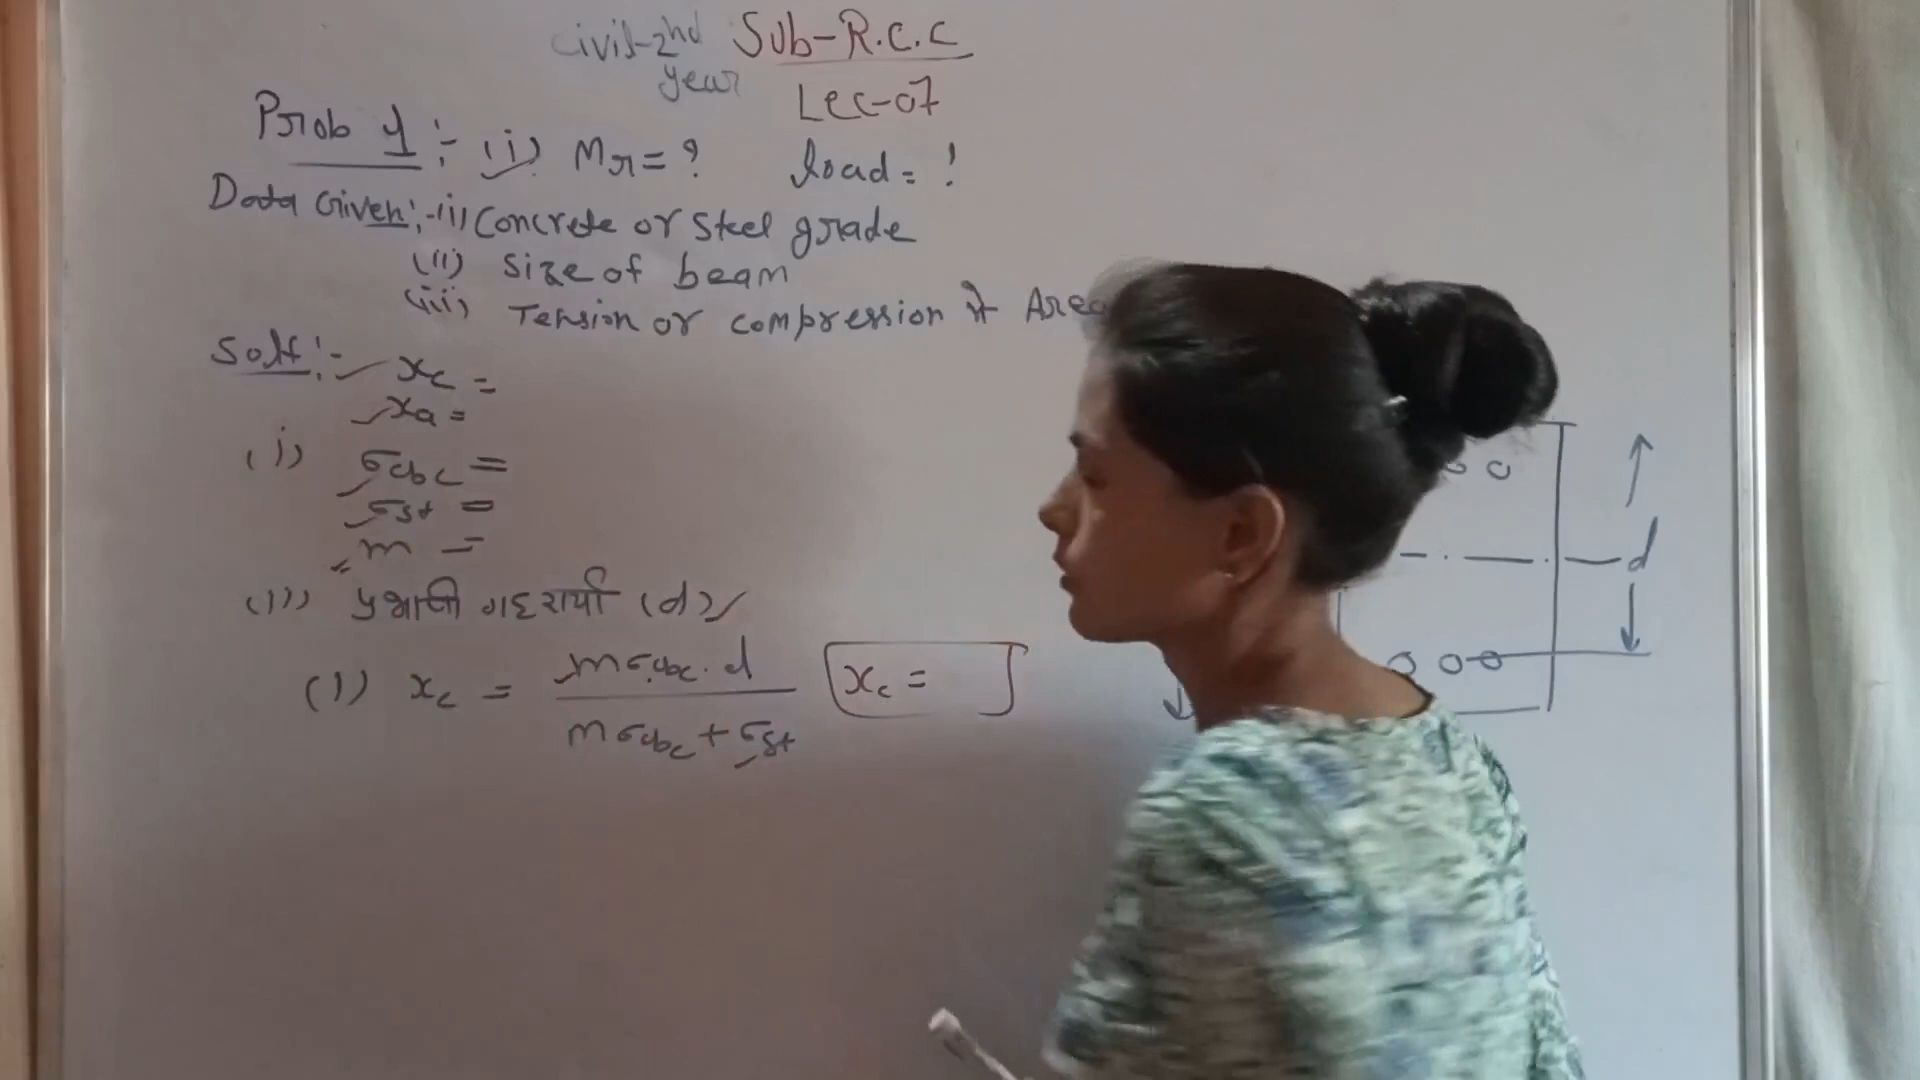 Civil-2nd year Sub-R.C.C
Lec-07
Prob 1:- (i) Mr = ? load = ?
Data Given:-(i) Concrete or Steel grade
(ii) Size of beam
(iii) Tension or compression में Area
Soln:- xc =
xa =
(i) σcbc =
σst =
m =
(ii) प्रभावी गहरायी (d)
(1) xc = mσcbc.d / mσcbc + σst xc =
d